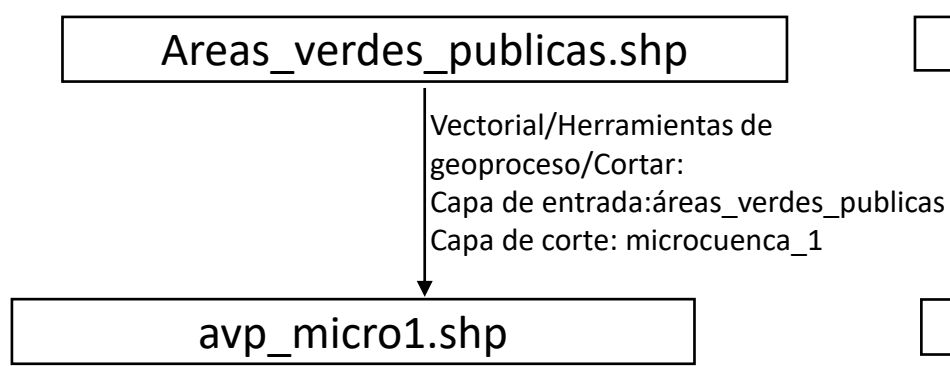 Areas_verdes_publicas.shp
Vectorial/Herramientas de
geoproceso/Cortar:
Capa de entrada:áreas_verdes_publicas
Capa de corte: microcuenca_1
avp_micro1.shp